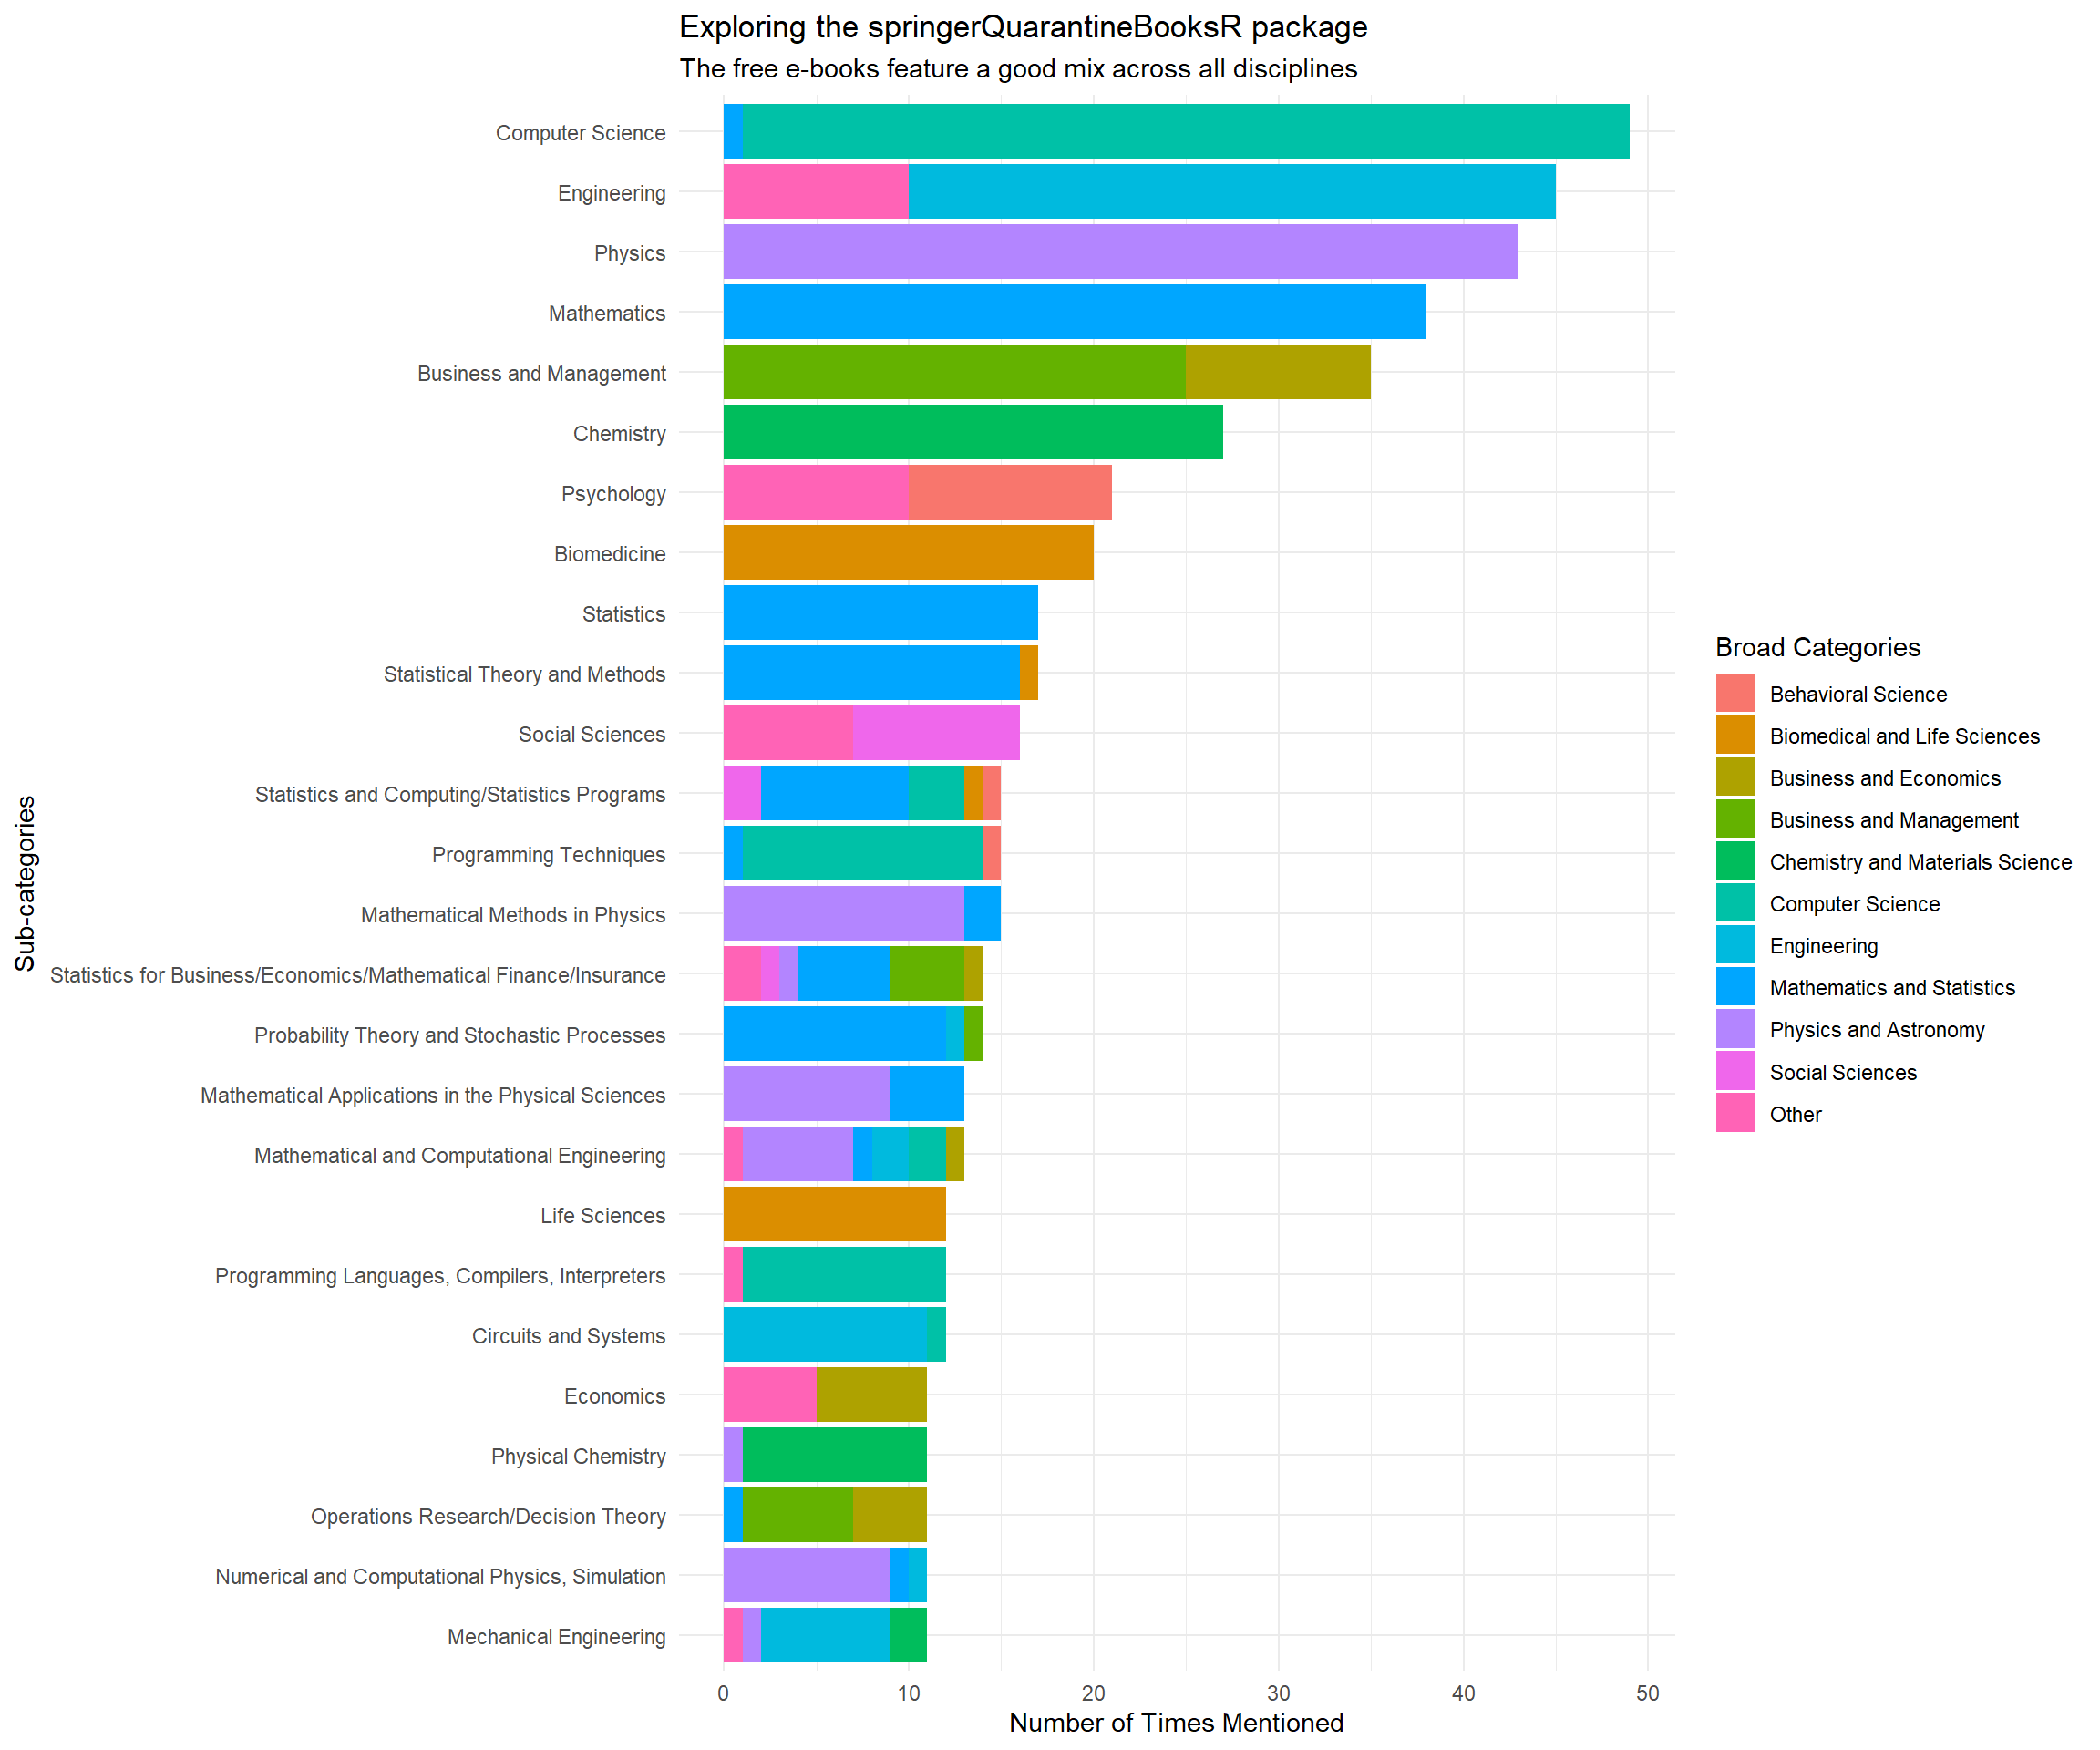 Exploring the springerQuarantineBooksR package
The free e-books feature a good mix across all disciplines
Sub-categories
Computer Science
Engineering
Physics
Mathematics
Business and Management
Chemistry
Psychology
Biomedicine
Statistics
Statistical Theory and Methods
Social Sciences
Statistics and Computing/Statistics Programs
Programming Techniques
Mathematical Methods in Physics
Statistics for Business/Economics/Mathematical Finance/Insurance
Probability Theory and Stochastic Processes
Mathematical Applications in the Physical Sciences
Mathematical and Computational Engineering
Life Sciences
Programming Languages, Compilers, Interpreters
Circuits and Systems
Economics
Physical Chemistry
Operations Research/Decision Theory
Numerical and Computational Physics, Simulation
Mechanical Engineering
0 10 20 30 40 50
Number of Times Mentioned
Broad Categories
Behavioral Science
Biomedical and Life Sciences
Business and Economics
Business and Management
Chemistry and Materials Science
Computer Science
Engineering
Mathematics and Statistics
Physics and Astronomy
Social Sciences
Other